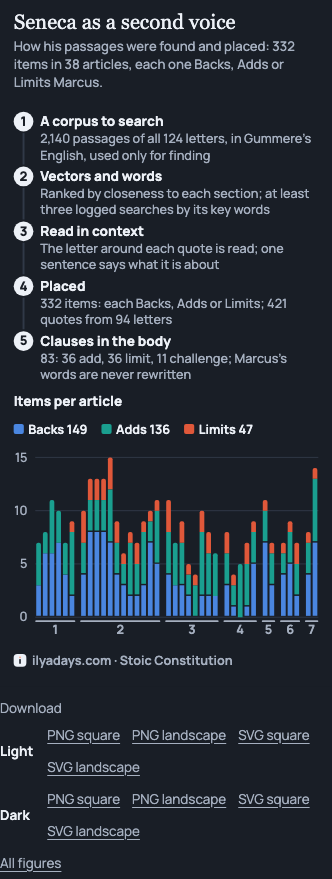 Seneca as a second voice
How his passages were found and placed: 332
items in 38 articles, each one Backs, Adds or
Limits Marcus.
1 A corpus to search
2,140 passages of all 124 letters, in Gummere's
English, used only for finding
2 Vectors and words
Ranked by closeness to each section; at least
three logged searches by its key words
3 Read in context
The letter around each quote is read; one
sentence says what it is about
4 Placed
332 items: each Backs, Adds or Limits; 421
quotes from 94 letters
5 Clauses in the body
83: 36 add, 36 limit, 11 challenge; Marcus's
words are never rewritten
Items per article
Backs 149 Adds 136 Limits 47
15
10
5
0
1 2 3 4 5 6 7
i ilyadays.com · Stoic Constitution
Download
Light
PNG square PNG landscape SVG square
SVG landscape
Dark
PNG square PNG landscape SVG square
SVG landscape
All figures